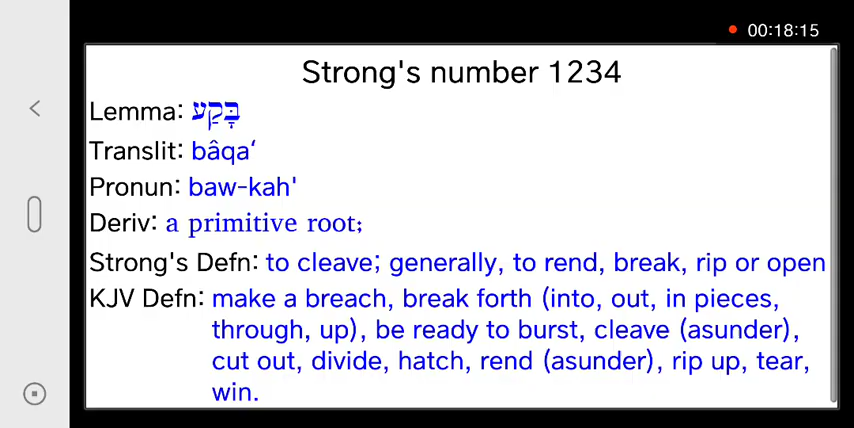 00:18:15
Strong's number 1234
Lemma: בָּקַע
Translit: bâqaʻ
Pronun: baw-kah'
Deriv: a primitive root;
Strong's Defn: to cleave; generally, to rend, break, rip or open
KJV Defn: make a breach, break forth (into, out, in pieces,
through, up), be ready to burst, cleave (asunder),
cut out, divide, hatch, rend (asunder), rip up, tear,
win.